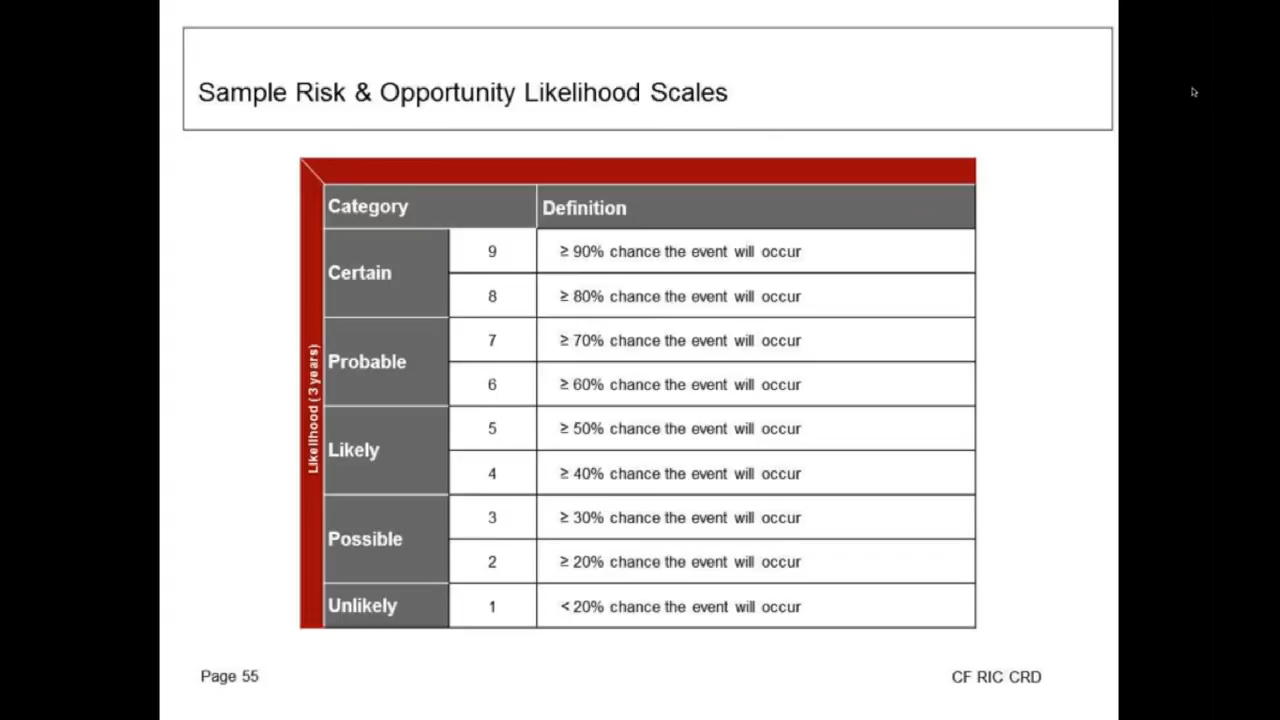 Sample Risk & Opportunity Likelihood Scales
Category Definition
Likelihood ( 3 years)
Certain
9 ≥ 90% chance the event will occur
8 ≥ 80% chance the event will occur
Probable
7 ≥ 70% chance the event will occur
6 ≥ 60% chance the event will occur
Likely
5 ≥ 50% chance the event will occur
4 ≥ 40% chance the event will occur
Possible
3 ≥ 30% chance the event will occur
2 ≥ 20% chance the event will occur
Unlikely 1 < 20% chance the event will occur
Page 55 CF RIC CRD